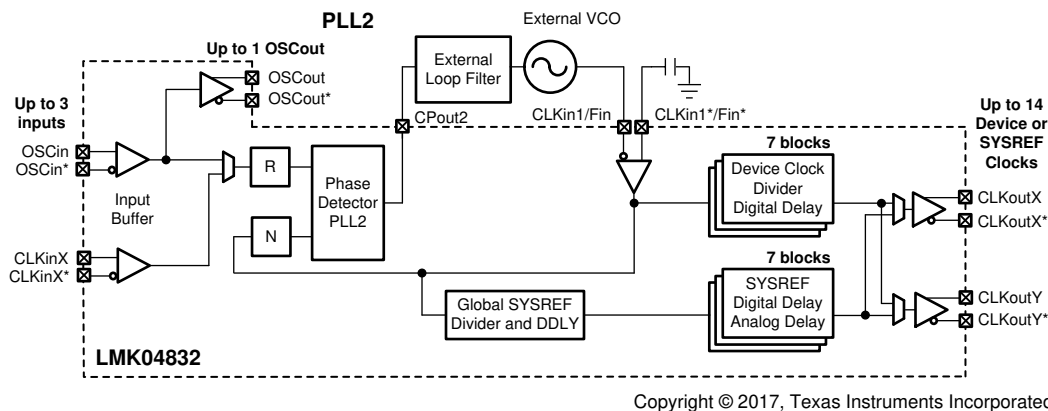 PLL2
External VCO
Up to 1 OSCout
OSCout
OSCout*
External
Loop Filter
Up to 3
inputs
CPout2
CLKin1/Fin
CLKin1*/Fin*
Up to 14
Device or
SYSREF
Clocks
OSCin
OSCin*
Input
Buffer
R
N
Phase
Detector
PLL2
7 blocks
Device Clock
Divider
Digital Delay
CLKoutX
CLKoutX*
CLKinX
CLKinX*
7 blocks
Global SYSREF
Divider and DDLY
SYSREF
Digital Delay
Analog Delay
CLKoutY
CLKoutY*
LMK04832
Copyright © 2017, Texas Instruments Incorporated